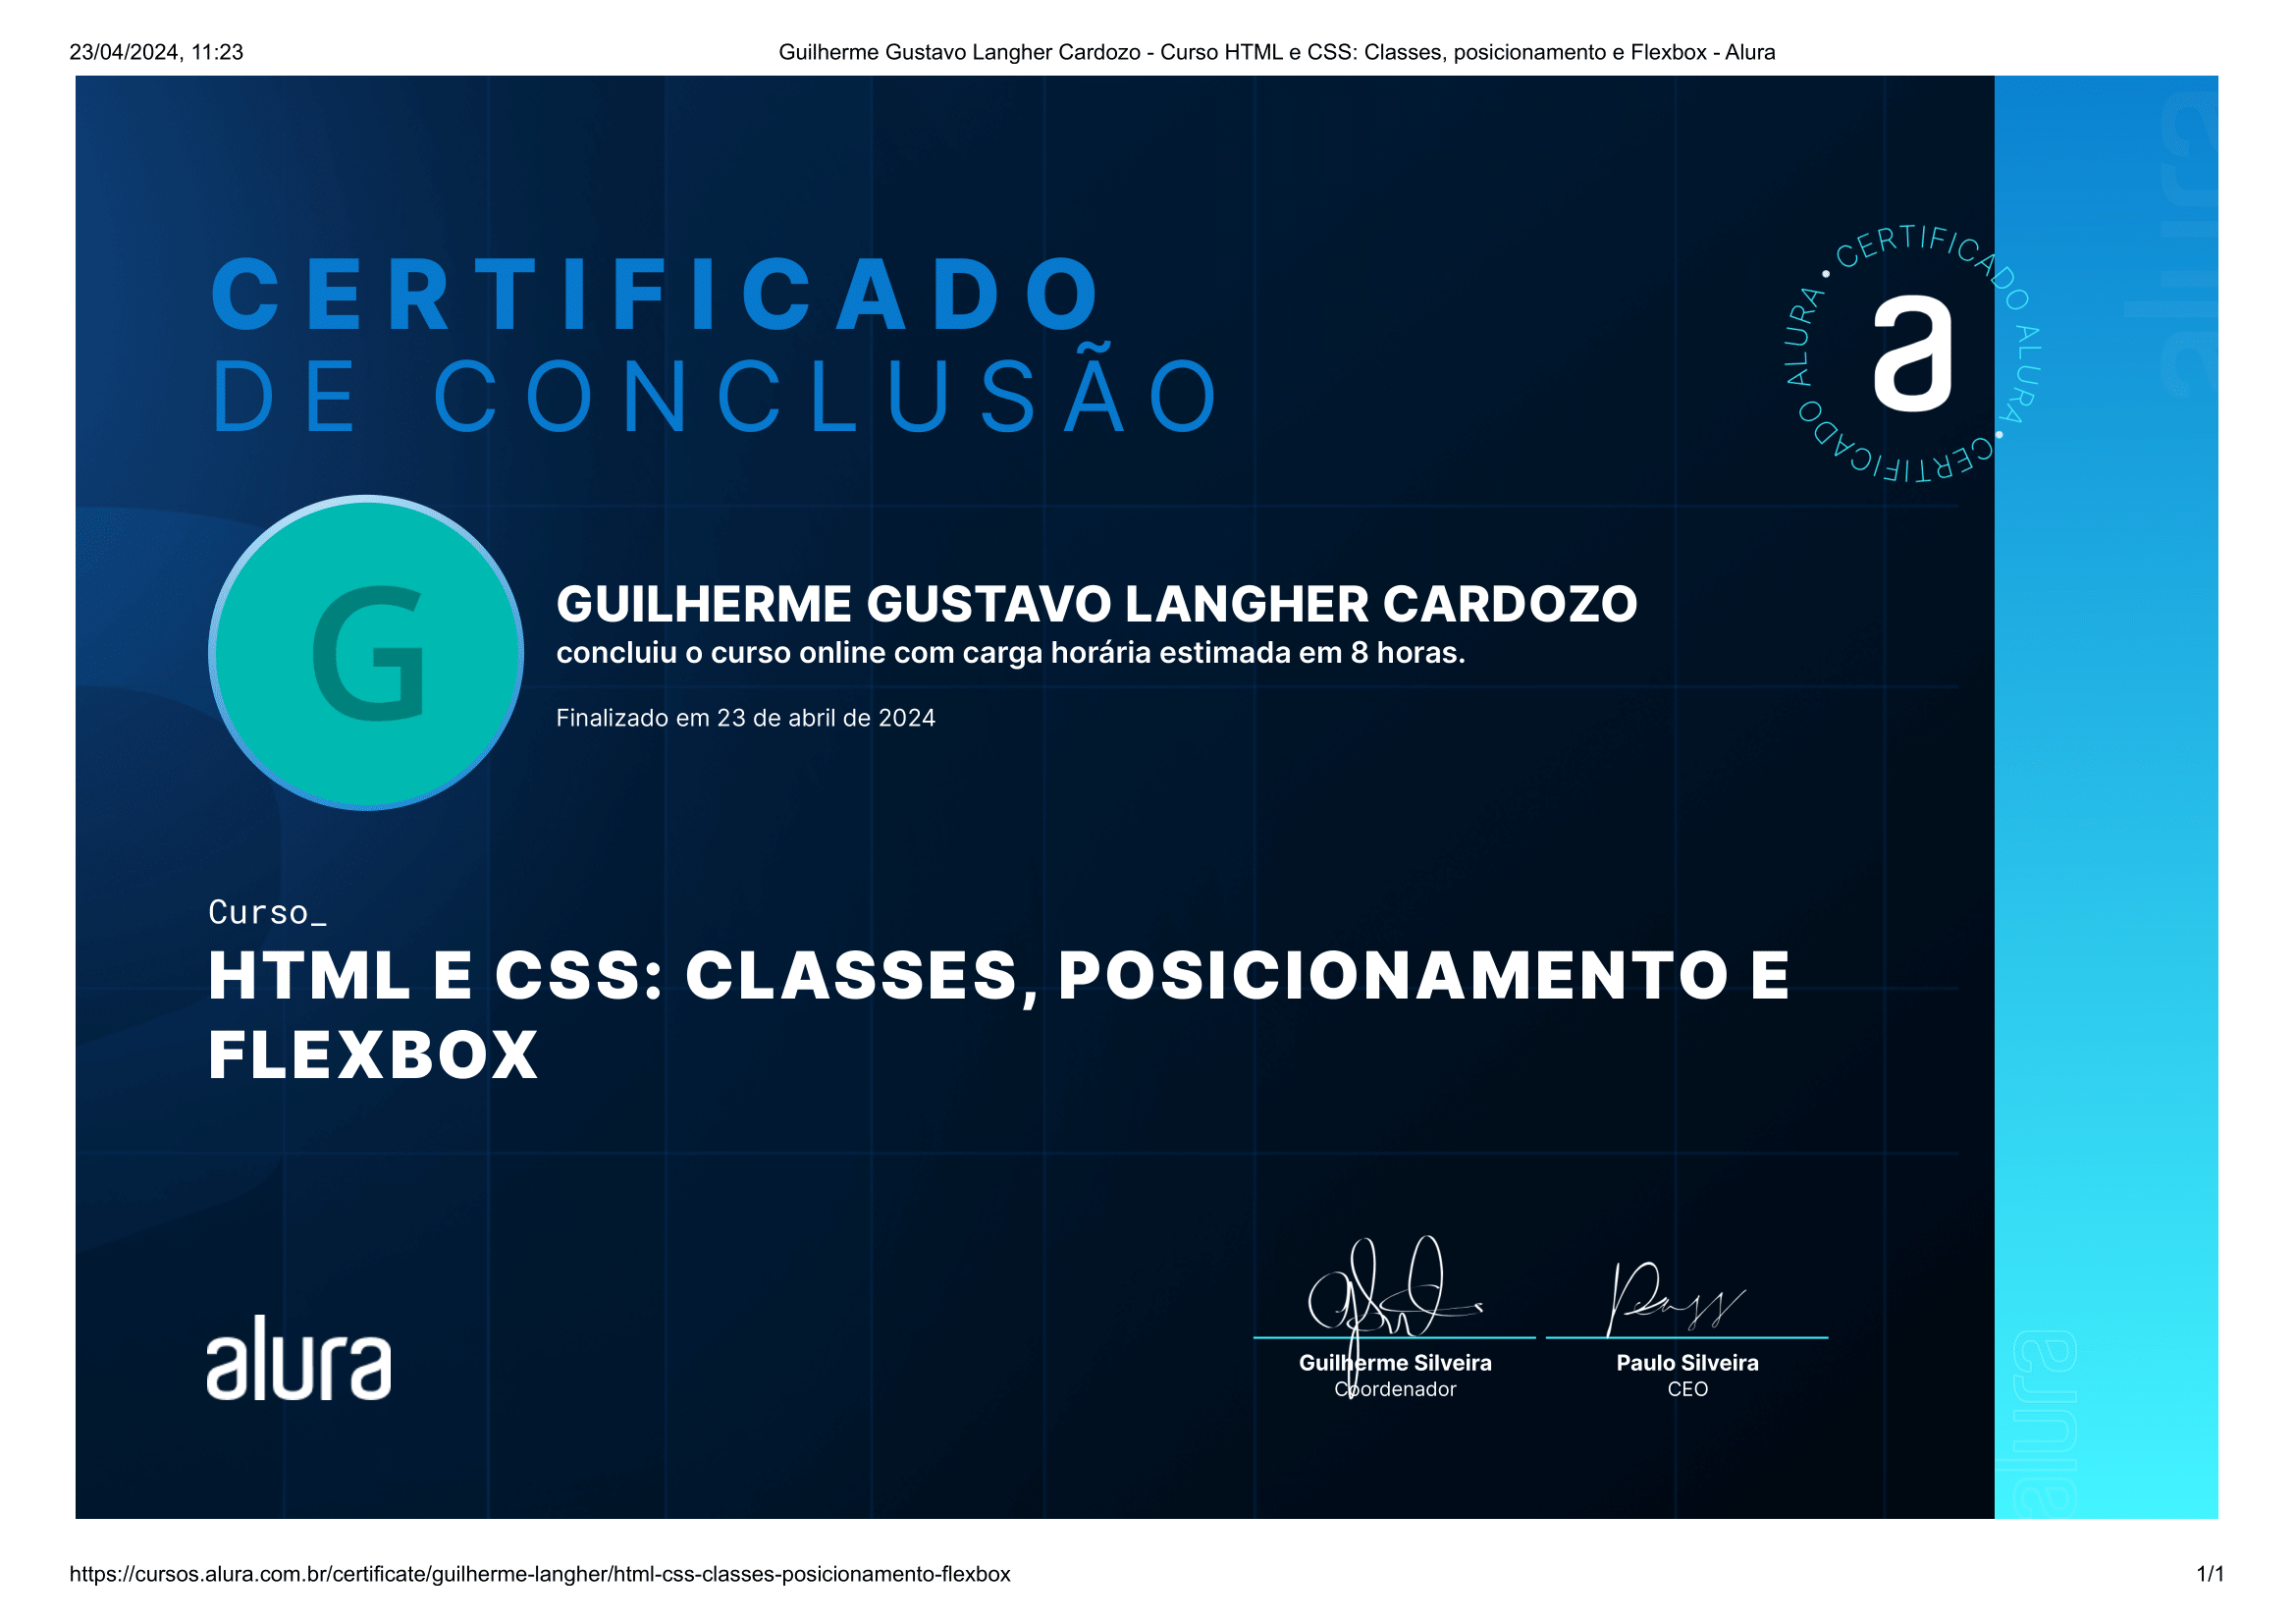 23/04/2024, 11:23
Guilherme Gustavo Langher Cardozo - Curso HTML e CSS: Classes, posicionamento e Flexbox - Alura
alura
CERTIFICADO
DE CONCLUSÃO
CERTIFICADO ALURA • CERTIFICADO ALURA •
a
G
GUILHERME GUSTAVO LANGHER CARDOZO
concluiu o curso online com carga horária estimada em 8 horas.
Finalizado em 23 de abril de 2024
Curso_
HTML E CSS: CLASSES, POSICIONAMENTO E
FLEXBOX
alura
Guilherme Silveira
Coordenador
Paulo Silveira
CEO
alura
https://cursos.alura.com.br/certificate/guilherme-langher/html-css-classes-posicionamento-flexbox
1/1